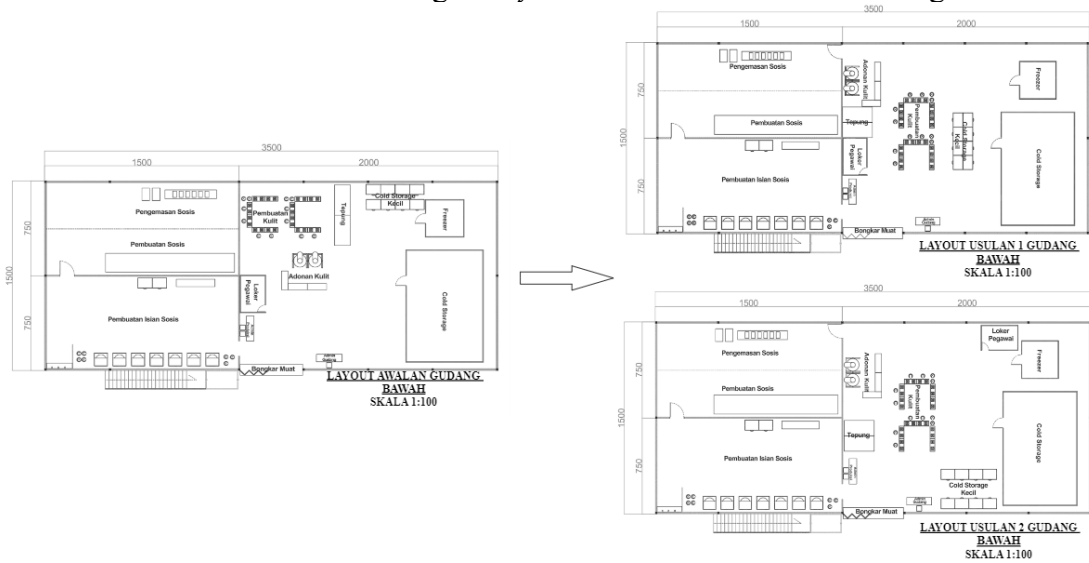 3500
1500
2000
1500
750
750
Pengemasan Sosis
Pembuatan Sosis
Pembuatan Isian Sosis
Pembuatan
Kulit
Tepung
Cold Storage
Kecil
Freezer
Adonan Kulit
Loker
Pegawai
Cold Storage
Bongkar Muat
LAYOUT AWALAN GUDANG
BAWAH
SKALA 1:100
3500
1500
2000
1500
750
750
Pengemasan Sosis
Pembuatan Sosis
Pembuatan Isian Sosis
Adonan Kulit
Tepung
Loker
Pegawai
Pembuatan
Kulit
Cold Storage
Kecil
Freezer
Cold Storage
Bongkar Muat
LAYOUT USULAN 1 GUDANG
BAWAH
SKALA 1:100
3500
1500
2000
1500
750
750
Pengemasan Sosis
Pembuatan Sosis
Pembuatan Isian Sosis
Adonan Kulit
Tepung
Pembuatan
Kulit
Loker
Pegawai
Freezer
Cold Storage
Cold Storage
Kecil
Bongkar Muat
LAYOUT USULAN 2 GUDANG
BAWAH
SKALA 1:100